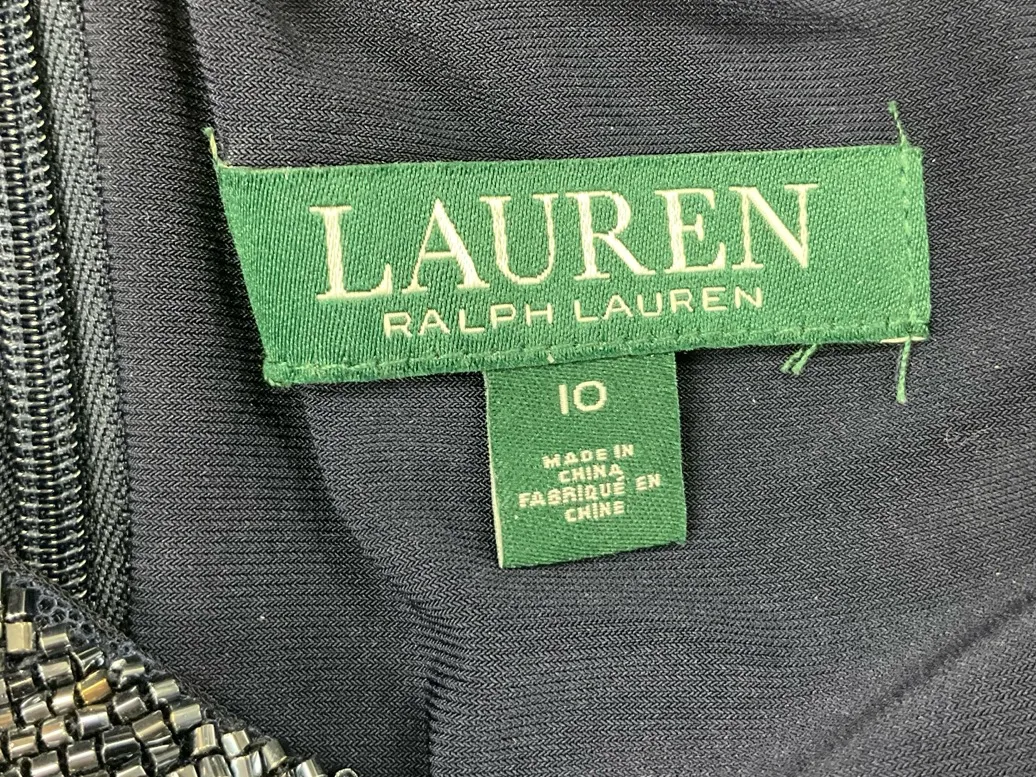 LAUREN
RALPH LAUREN
10
MADE IN
CHINA
FABRIQUÉ EN
CHINE